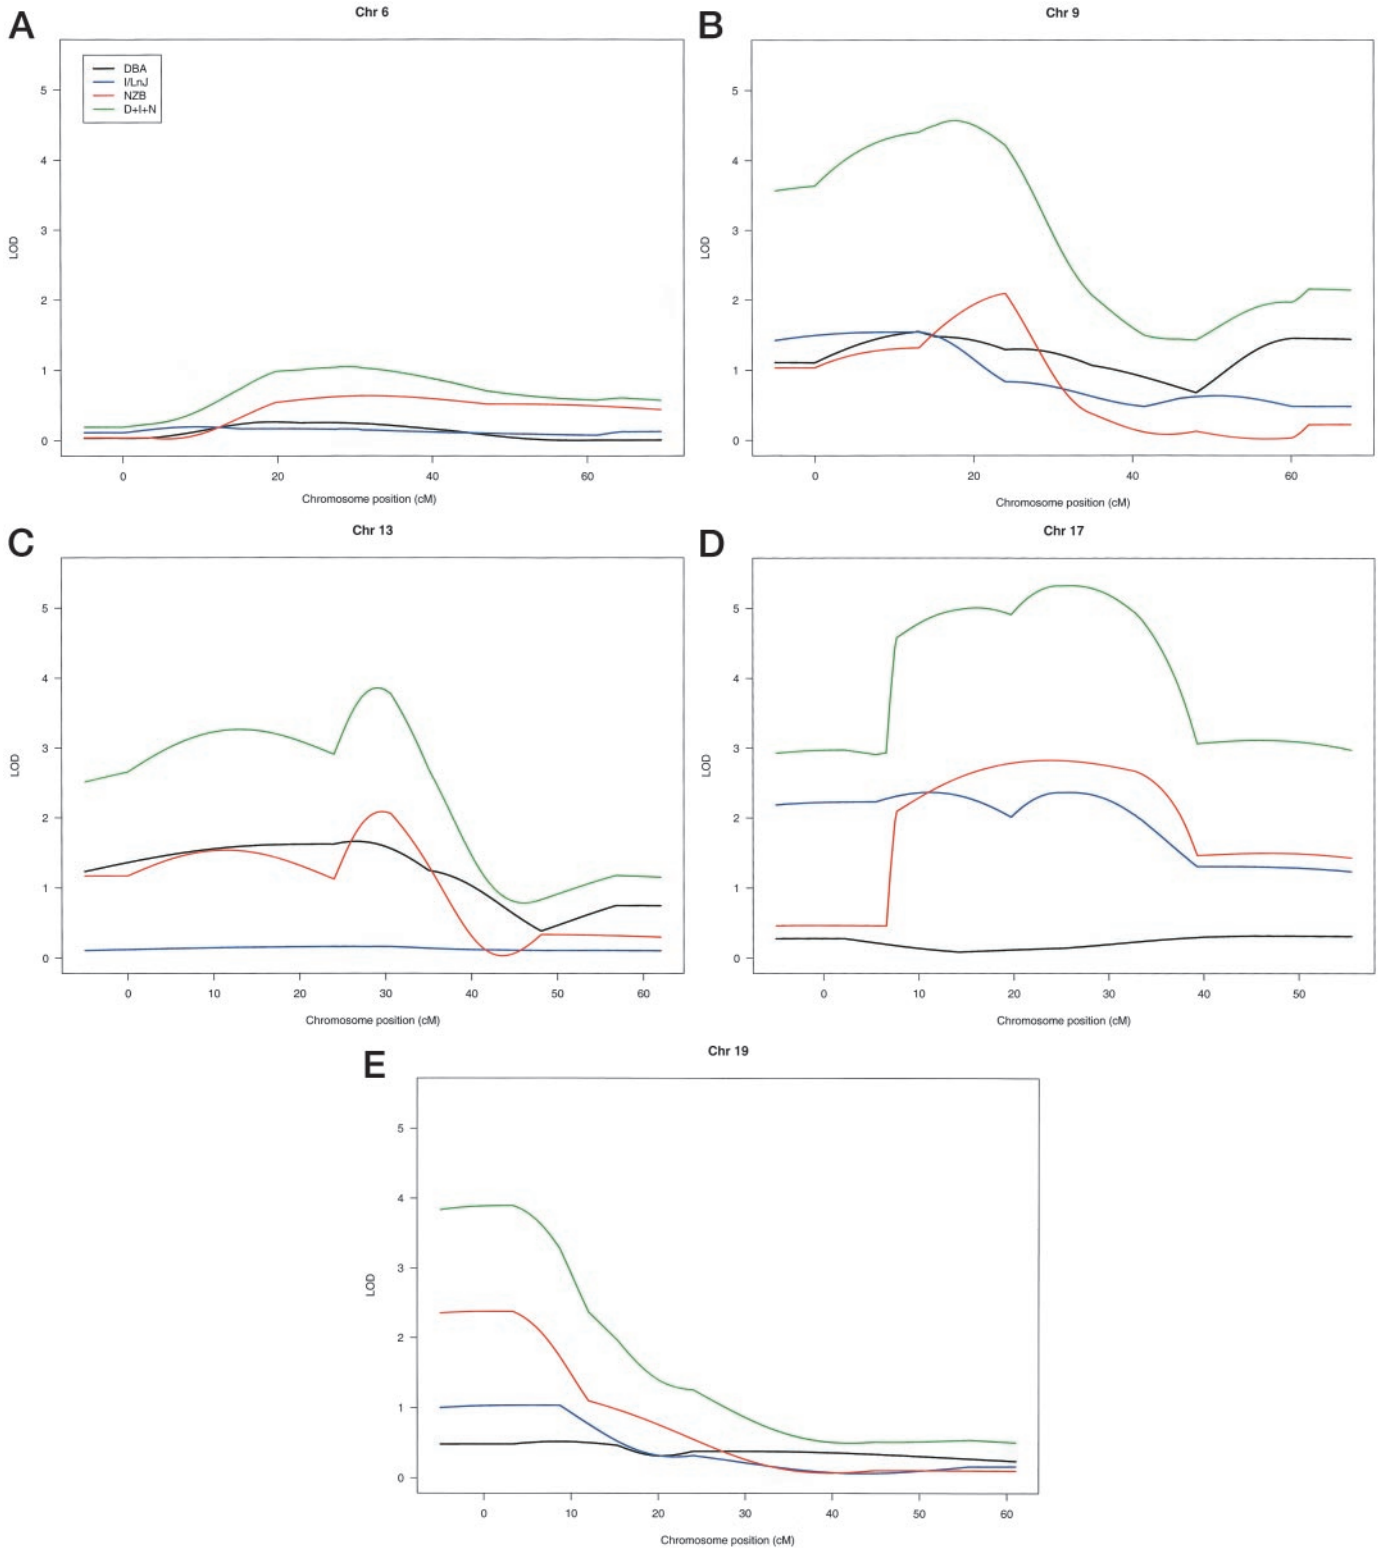 A
Chr 6
DBA
I/LnJ
NZB
D+I+N
5
4
3
2
1
0
LOD
0 20 40 60
Chromosome position (cM)
B
Chr 9
5
4
3
2
1
0
LOD
0 20 40 60
Chromosome position (cM)
C
Chr 13
5
4
3
2
1
0
LOD
0 10 20 30 40 50 60
Chromosome position (cM)
D
Chr 17
5
4
3
2
1
0
LOD
0 10 20 30 40 50
Chromosome position (cM)
E
Chr 19
5
4
3
2
1
0
LOD
0 10 20 30 40 50 60
Chromosome position (cM)